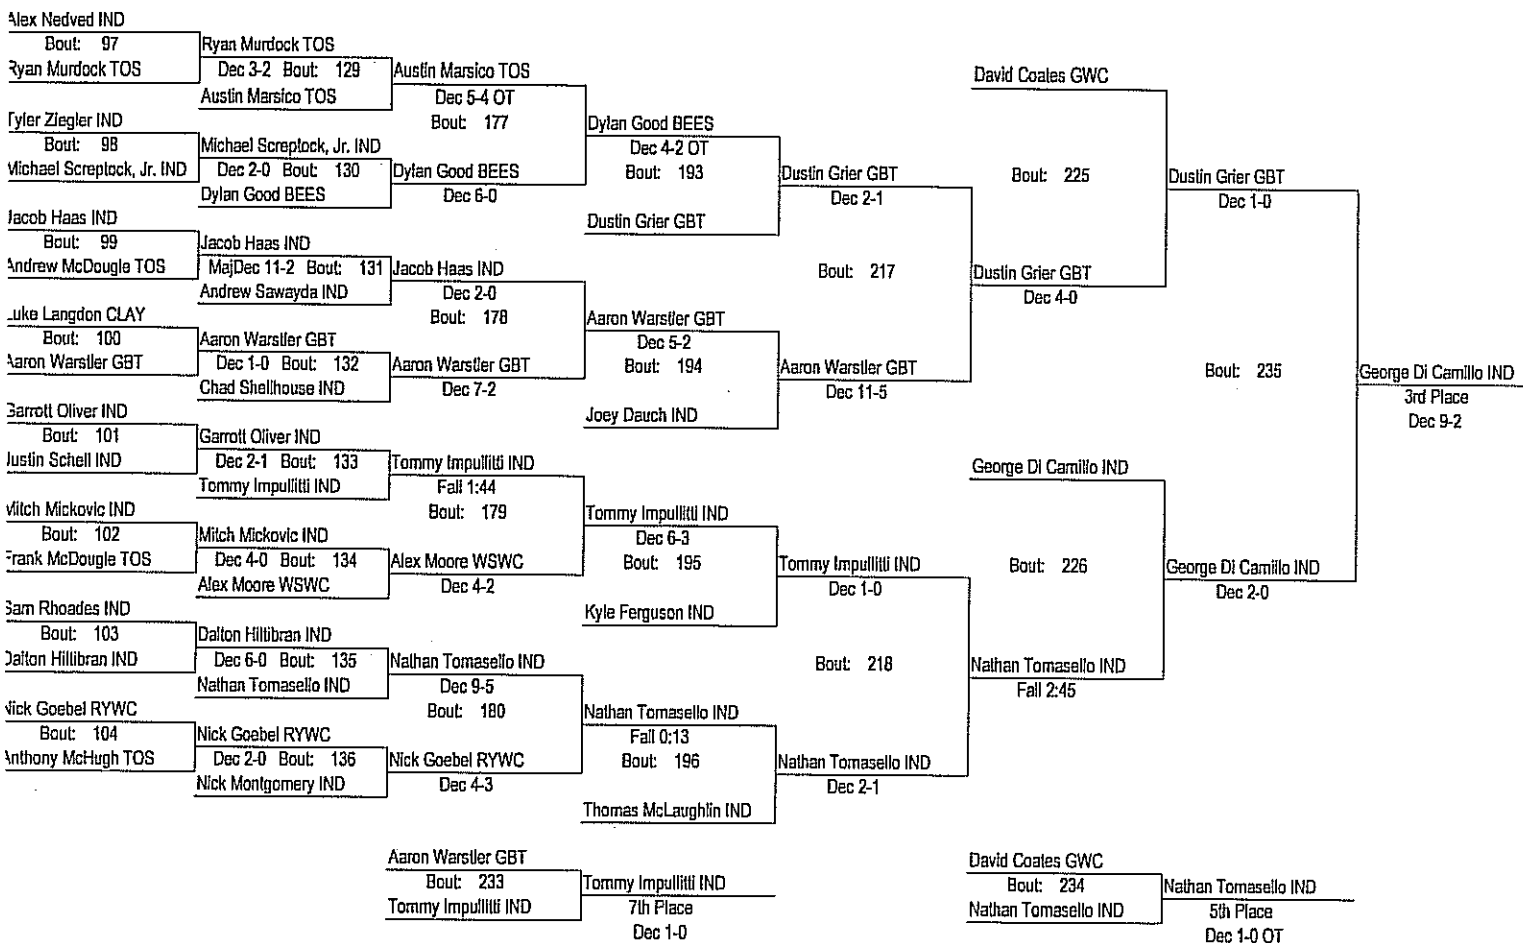 Alex Nedved IND
Bout: 97
Ryan Murdock TOS
Tyler Ziegler IND
Bout: 98
Michael Screptock, Jr. IND
Jacob Haas IND
Bout: 99
Andrew McDougle TOS
Luke Langdon CLAY
Bout: 100
Aaron Warstler GBT
Garrott Oliver IND
Bout: 101
Justin Schell IND
Mitch Mickovic IND
Bout: 102
Frank McDougle TOS
Sam Rhoades IND
Bout: 103
Dalton Hillibran IND
Nick Goebel RYWC
Bout: 104
Anthony McHugh TOS
Ryan Murdock TOS
Dec 3-2 Bout: 129
Austin Marsico TOS
Michael Screptock, Jr. IND
Dec 2-0 Bout: 130
Dylan Good BEES
Jacob Haas IND
MajDec 11-2 Bout: 131
Andrew Sawayda IND
Aaron Warstler GBT
Dec 1-0 Bout: 132
Chad Shellhouse IND
Garrott Oliver IND
Dec 2-1 Bout: 133
Tommy Impullitti IND
Mitch Mickovic IND
Dec 4-0 Bout: 134
Alex Moore WSWC
Dalton Hillibran IND
Dec 6-0 Bout: 135
Nathan Tomasello IND
Nick Goebel RYWC
Dec 2-0 Bout: 136
Nick Montgomery IND
Austin Marsico TOS
Dec 5-4 OT
Bout: 177
Dylan Good BEES
Dec 6-0
Jacob Haas IND
Dec 2-0
Bout: 178
Aaron Warstler GBT
Dec 7-2
Tommy Impullitti IND
Fall 1:44
Bout: 179
Alex Moore WSWC
Dec 4-2
Nathan Tomasello IND
Dec 9-5
Bout: 180
Nick Goebel RYWC
Dec 4-3
Dylan Good BEES
Dec 4-2 OT
Bout: 193
Dustin Grier GBT
Aaron Warstler GBT
Dec 5-2
Bout: 194
Joey Dauch IND
Tommy Impullitti IND
Dec 6-3
Bout: 195
Kyle Ferguson IND
Nathan Tomasello IND
Fall 0:13
Bout: 196
Thomas McLaughlin IND
Dustin Grier GBT
Dec 2-1
Bout: 217
Aaron Warstler GBT
Dec 11-5
Tommy Impullitti IND
Dec 1-0
Bout: 218
Nathan Tomasello IND
Dec 2-1
David Coates GWC
Bout: 225
Dustin Grier GBT
Dec 4-0
George Di Camillo IND
Bout: 226
Nathan Tomasello IND
Fall 2:45
Dustin Grier GBT
Dec 1-0
Bout: 235
George Di Camillo IND
Dec 2-0
George Di Camillo IND
3rd Place
Dec 9-2
Aaron Warstler GBT
Bout: 233
Tommy Impullitti IND
Tommy Impullitti IND
7th Place
Dec 1-0
David Coates GWC
Bout: 234
Nathan Tomasello IND
Nathan Tomasello IND
5th Place
Dec 1-0 OT